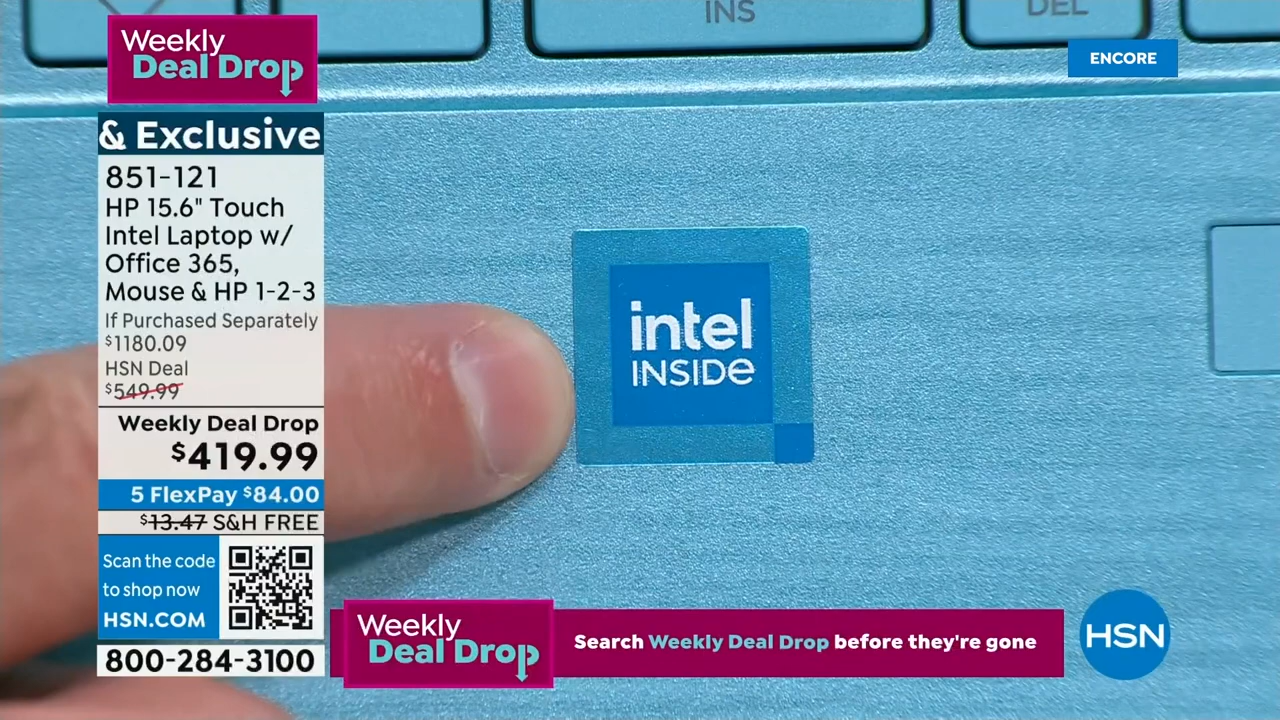 INS
DEL
Weekly
Deal Drop
ENCORE
& Exclusive
851-121
HP 15.6" Touch
Intel Laptop w/
Office 365,
Mouse & HP 1-2-3
If Purchased Separately
$1180.09
HSN Deal
$549.99
Weekly Deal Drop
$419.99
5 FlexPay $84.00
$13.47 S&H FREE
Scan the code
to shop now
HSN.COM
800-284-3100
intel
INSIDE
Weekly
Deal Drop
Search Weekly Deal Drop before they're gone
HSN